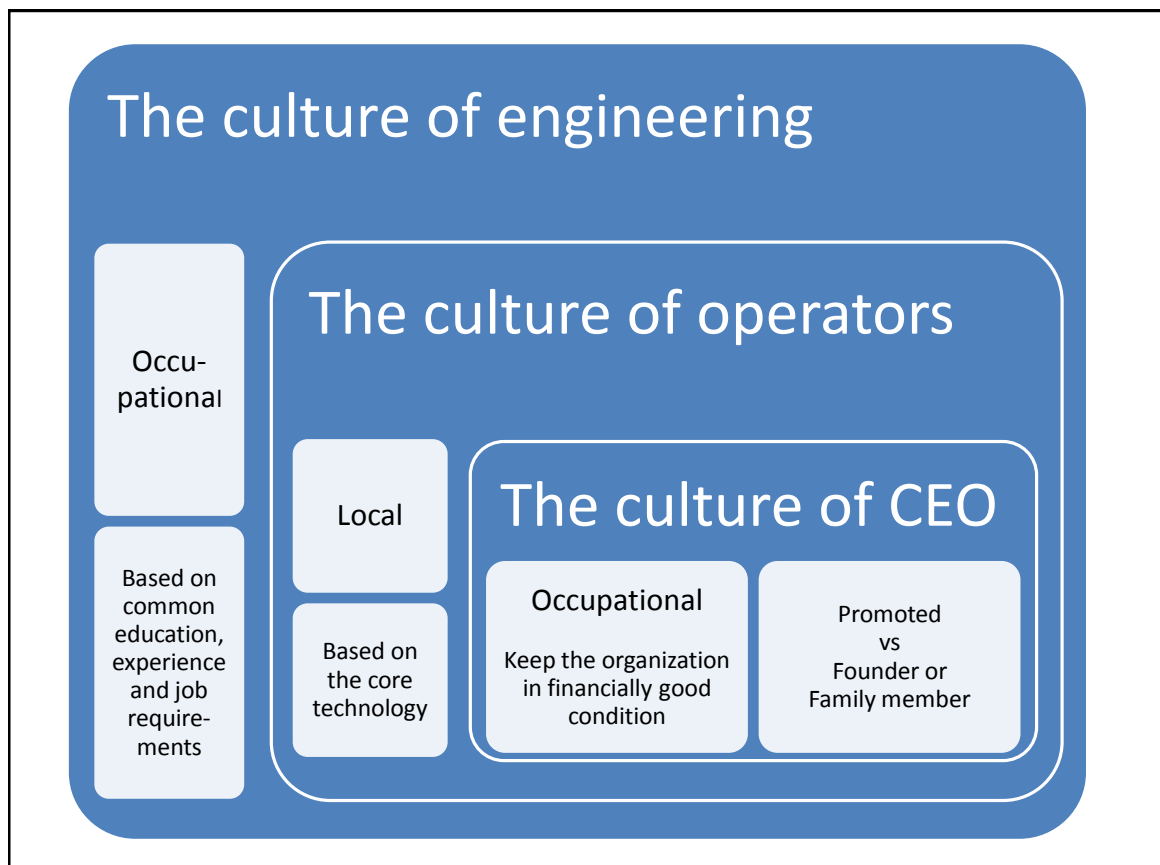 The culture of engineering
Occu-
pational
Based on
common
education,
experience
and job
require-
ments
The culture of operators
Local
Based on
the core
technology
The culture of CEO
Occupational
Keep the organization
in financially good
condition
Promoted
vs
Founder or
Family member